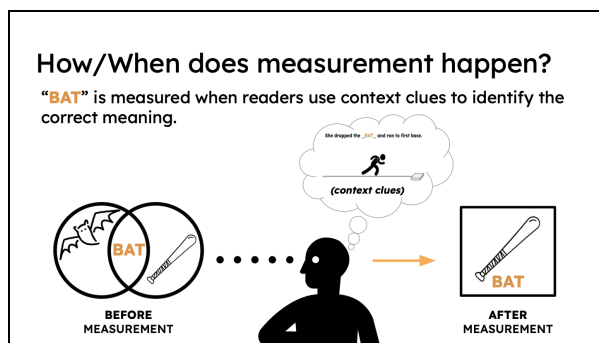 How/When does measurement happen?
“BAT” is measured when readers use context clues to identify the
correct meaning.
She dropped the _BAT_ and ran to first base.
(context clues)
BAT
BEFORE
MEASUREMENT
BAT
AFTER
MEASUREMENT